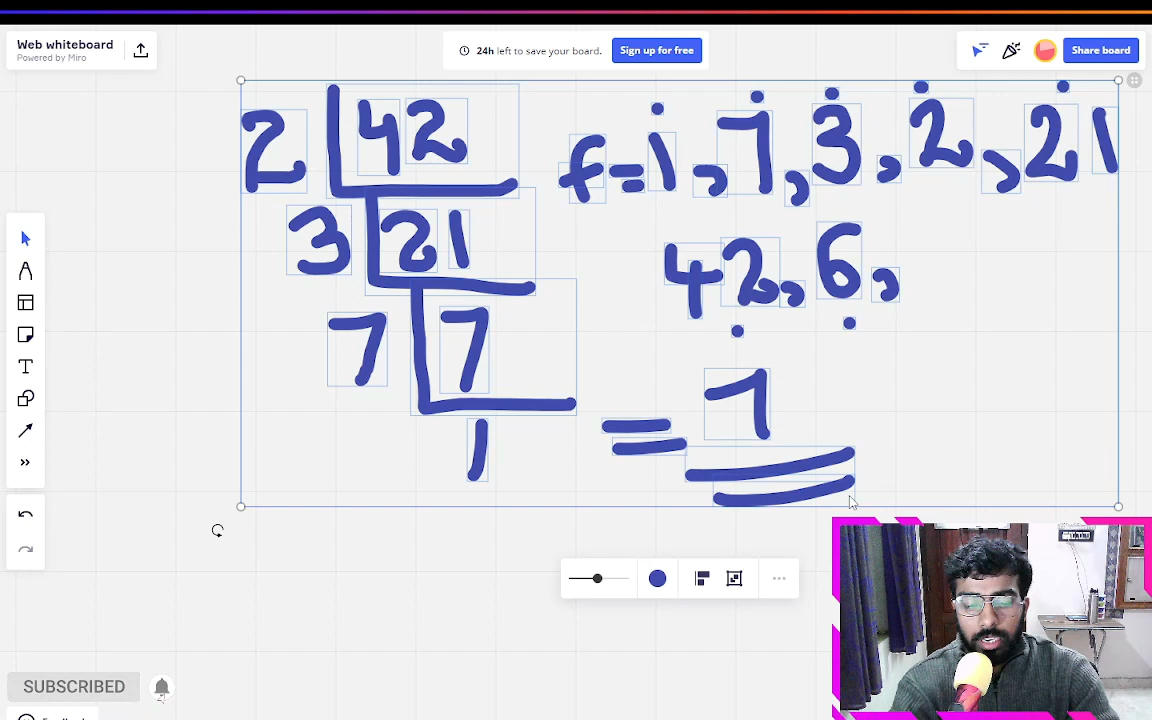 Web whiteboard
Powered by Miro
24h left to save your board.
Sign up for free
Share board
2 42
3 21
7 7
1
f=1,7,3,2,21
42,6,
= 7
SUBSCRIBED